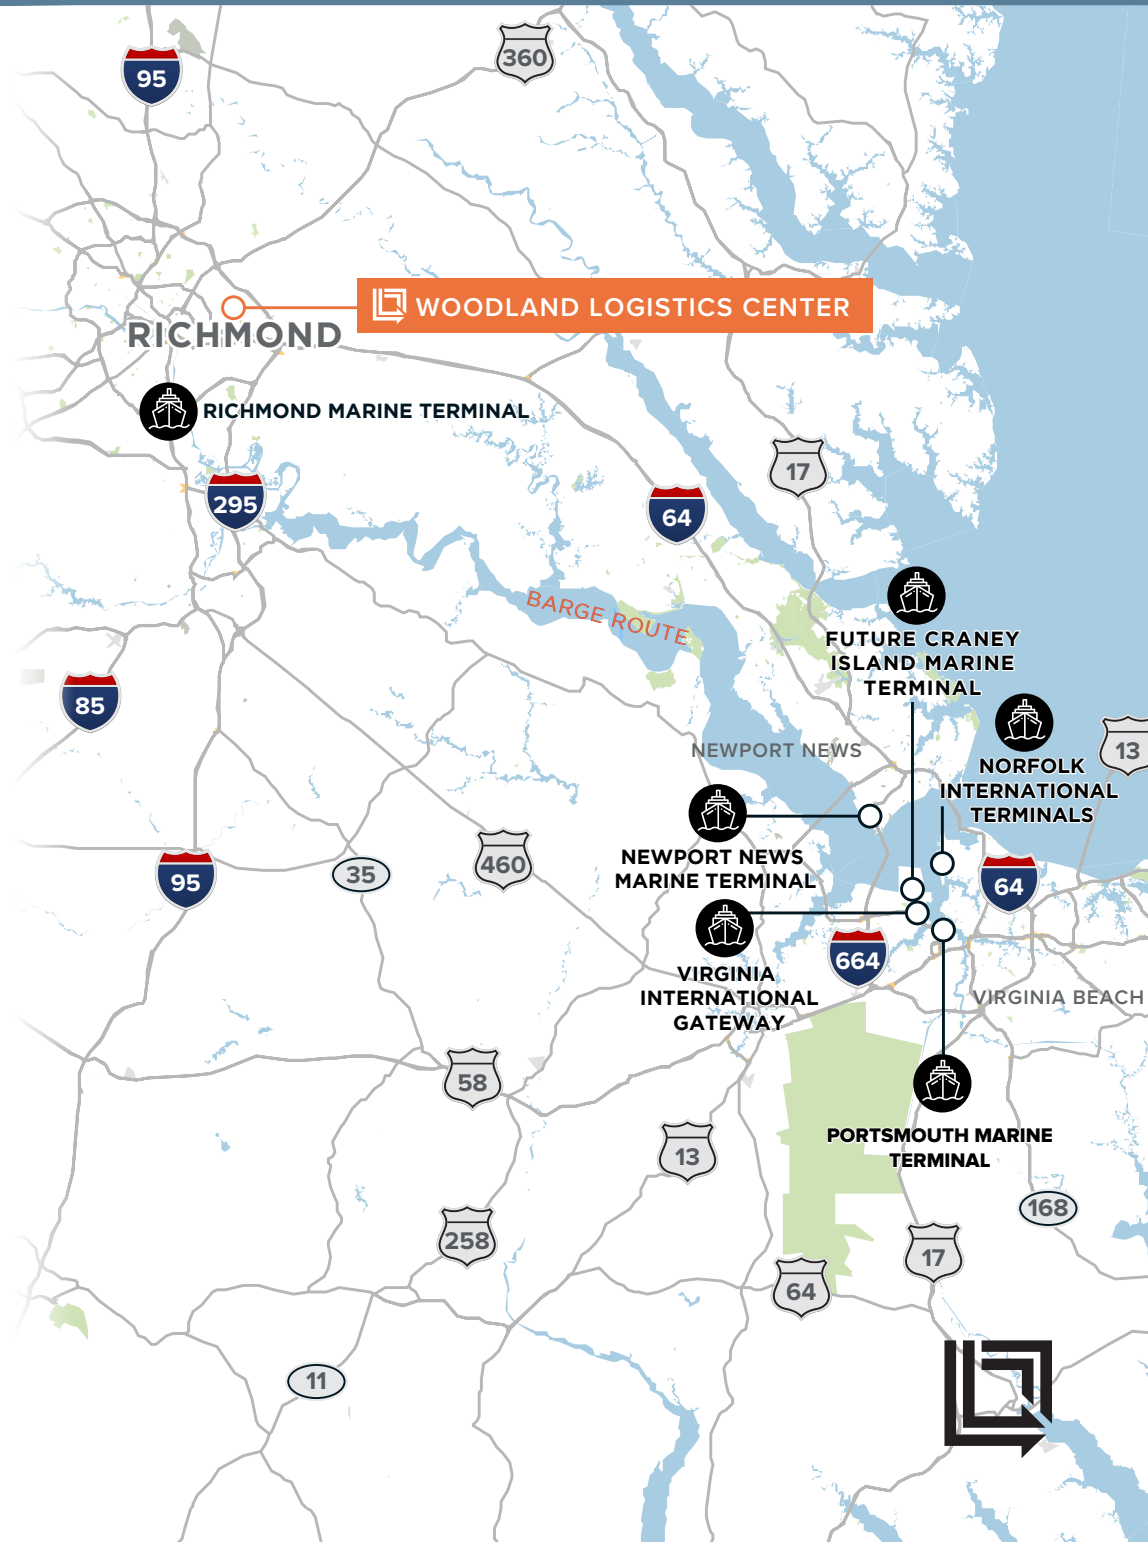 360
95
WOODLAND LOGISTICS CENTER
RICHMOND
RICHMOND MARINE TERMINAL
17
295
64
BARGE ROUTE
FUTURE CRANEY
ISLAND MARINE
TERMINAL
85
NEWPORT NEWS
13
NORFOLK
INTERNATIONAL
TERMINALS
NEWPORT NEWS
MARINE TERMINAL
460
35
95
64
664
VIRGINIA
INTERNATIONAL
GATEWAY
VIRGINIA BEACH
58
PORTSMOUTH MARINE
TERMINAL
13
168
258
17
64
11